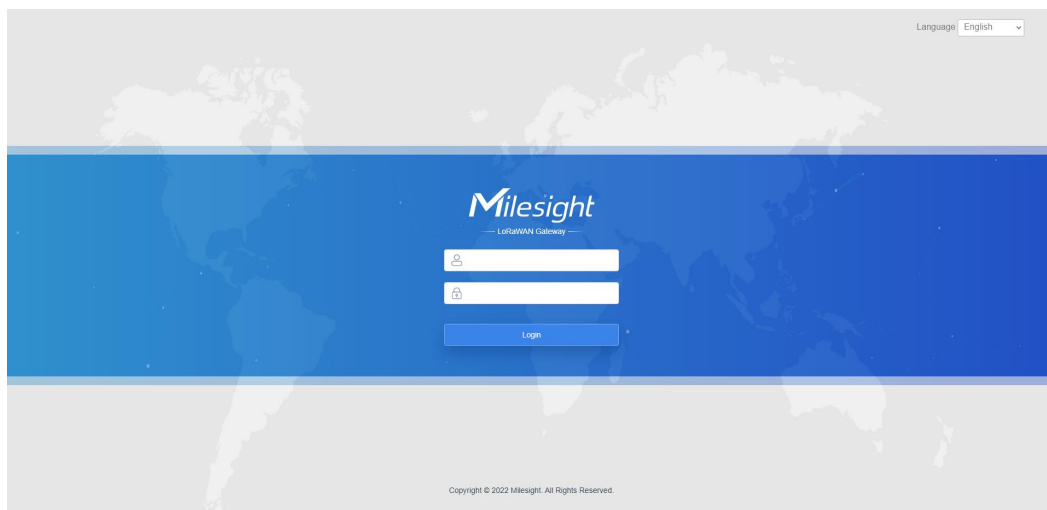 Language English
Milesight
LoRaWAN Gateway
Login
Copyright © 2022 Milesight. All Rights Reserved.